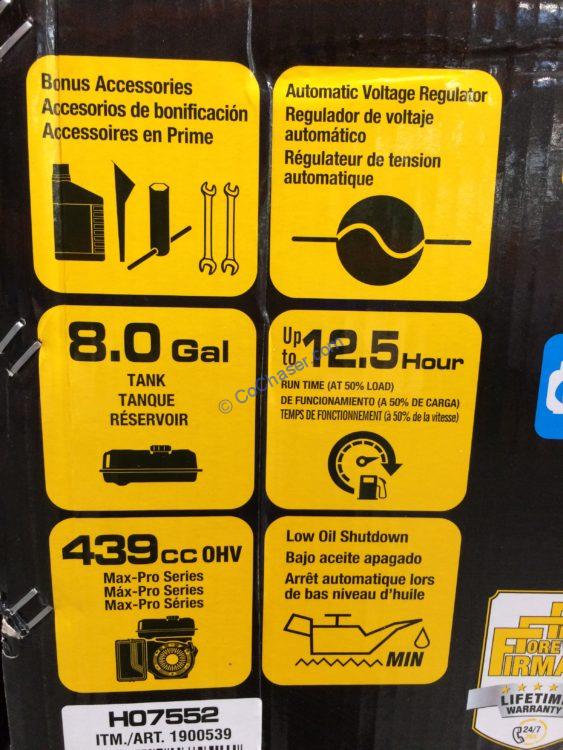 Bonus Accessories
Accesorios de bonificación
Accessoires en Prime
Automatic Voltage Regulator
Regulador de voltaje
automático
Régulateur de tension
automatique
8.0 Gal
TANK
TANQUE
RÉSERVOIR
Up to 12.5 Hour
RUN TIME (AT 50% LOAD)
DE FUNCIONAMIENTO (A 50% DE CARGA)
TEMPS DE FONCTIONNEMENT (à 50% de la vitesse)
© CoChaser.com
439cc OHV
Max-Pro Series
Máx-Pro Series
Max-Pro Séries
Low Oil Shutdown
Bajo aceite apagado
Arrêt automatique lors
de bas niveau d'huile
MIN
H07552
ITM./ART. 1900539
LIFETIME
WARRANTY
24/7